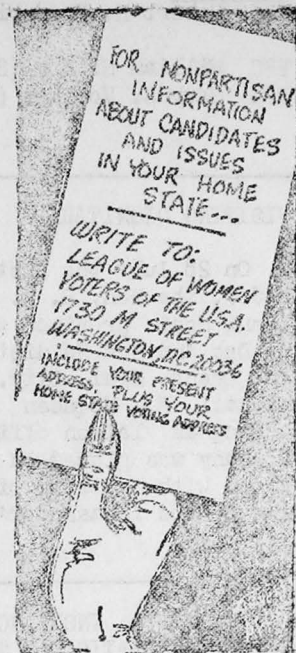 FOR NONPARTISAN
INFORMATION
ABOUT CANDIDATES
AND ISSUES
IN YOUR HOME
STATE...
WRITE TO:
LEAGUE OF WOMEN
VOTERS OF THE U.S.A.
1730 M STREET
WASHINGTON, DC 20036
INCLUDE YOUR PRESENT
ADDRESS, PLUS YOUR
HOME STATE VOTING ADDRESS